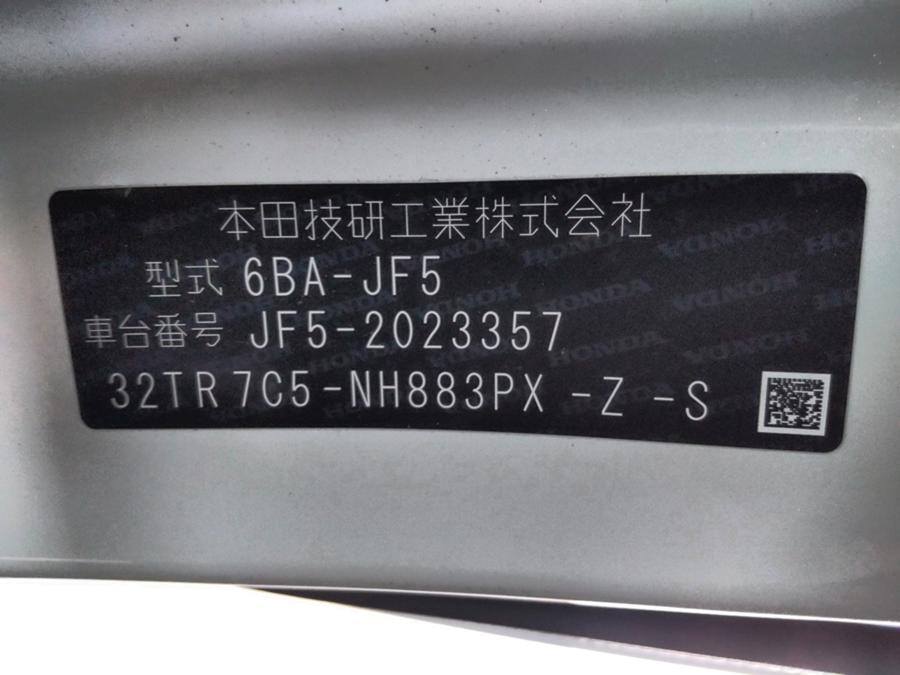 本田技研工業株式会社
型式 6BA-JF5
車台番号 JF5-2023357
32TR7C5-NH883PX -Z -S